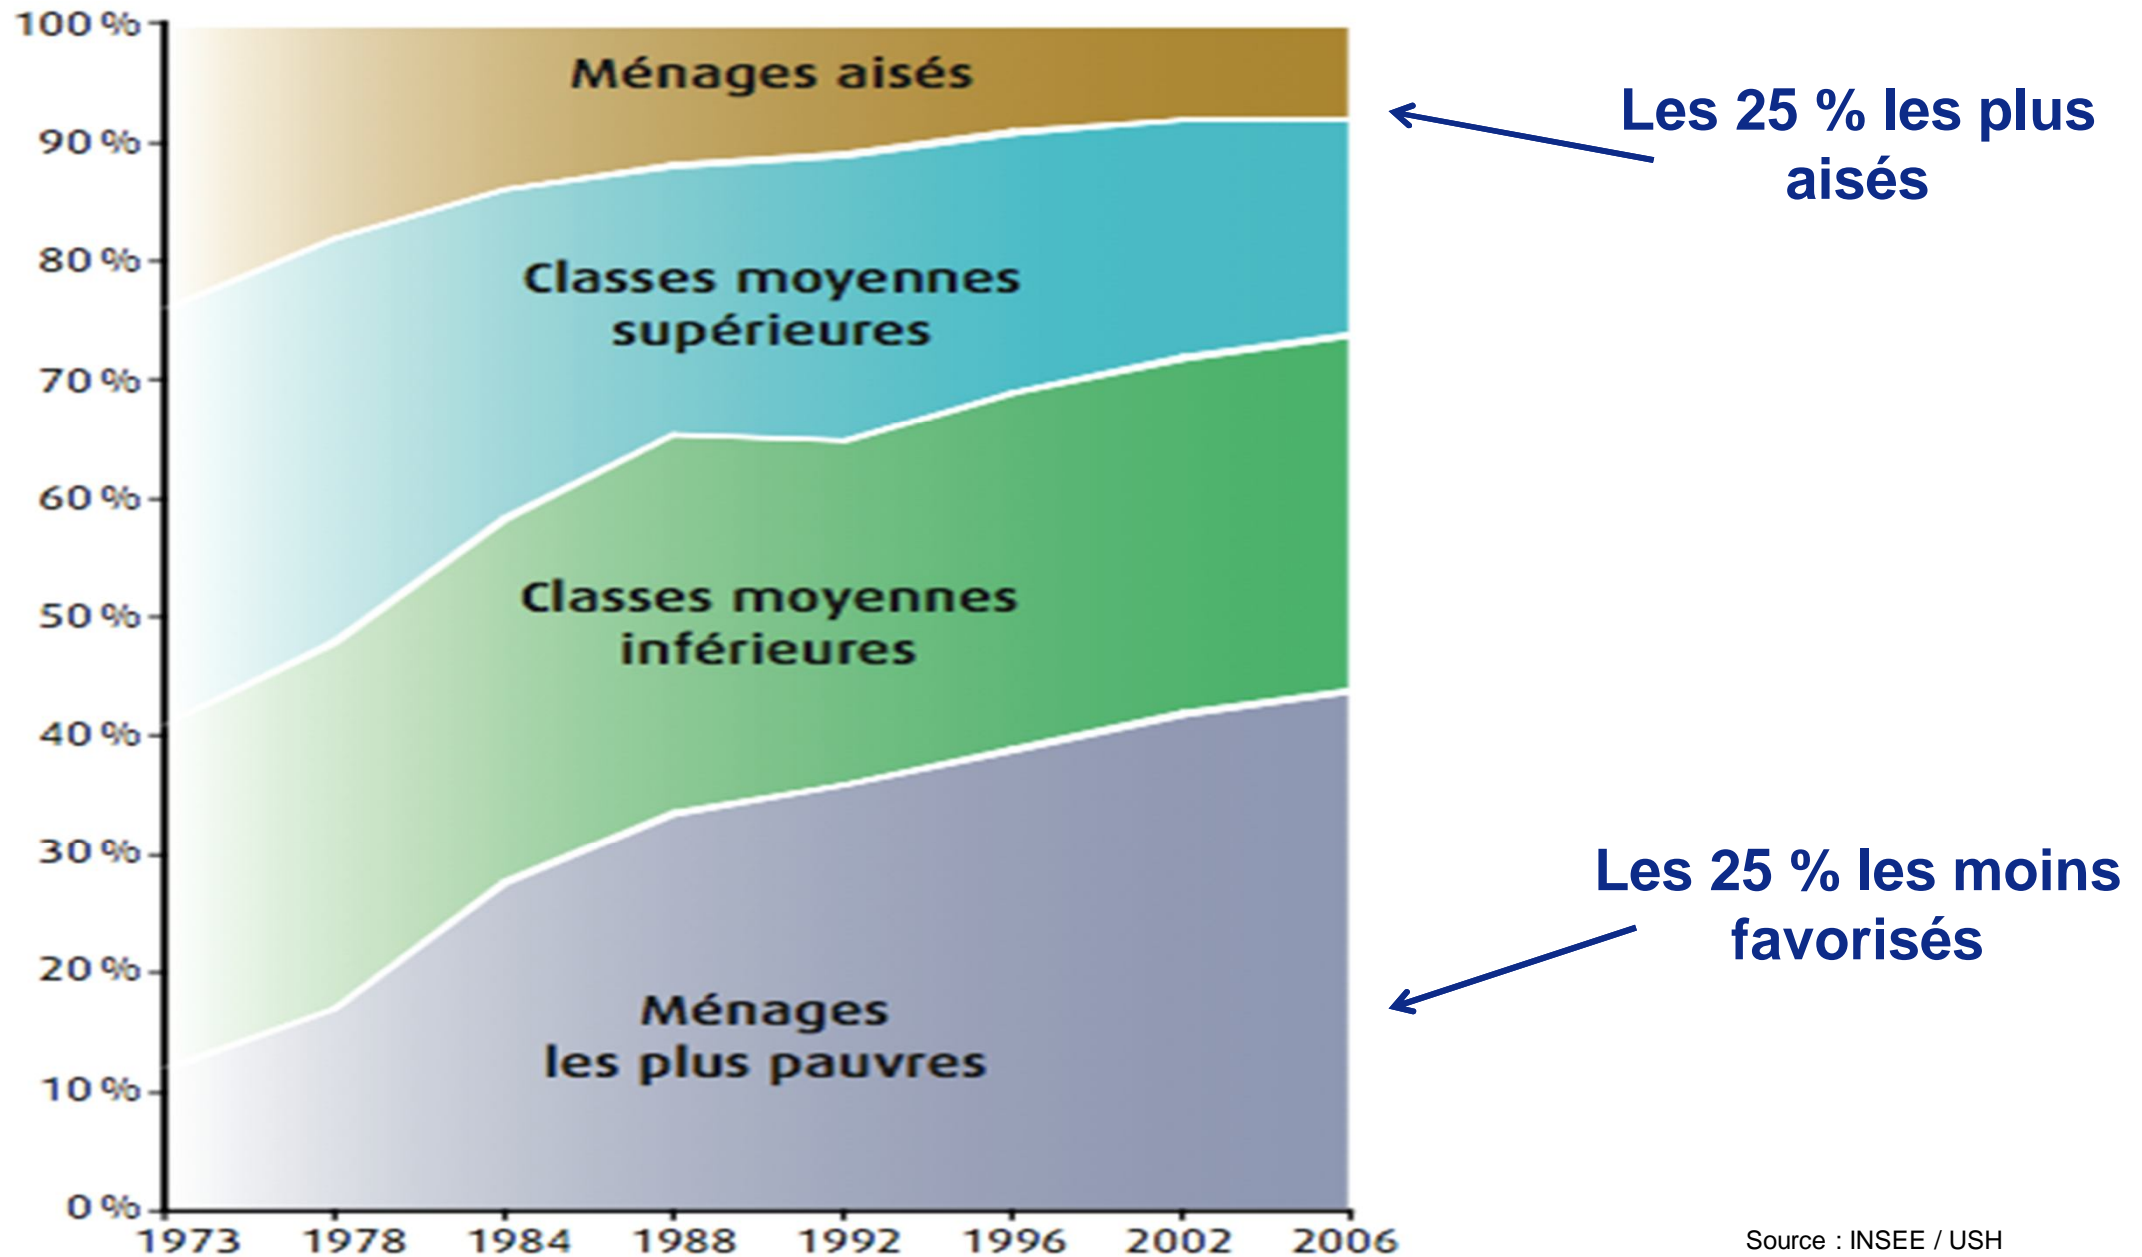 100 %
90 %
80 %
70 %
60 %
50 %
40 %
30 %
20 %
10 %
0 %
Ménages aisés
Classes moyennes
supérieures
Classes moyennes
inférieures
Ménages
les plus pauvres
1973 1978 1984 1988 1992 1996 2002 2006
Les 25 % les plus
aisés
Les 25 % les moins
favorisés
Source : INSEE / USH